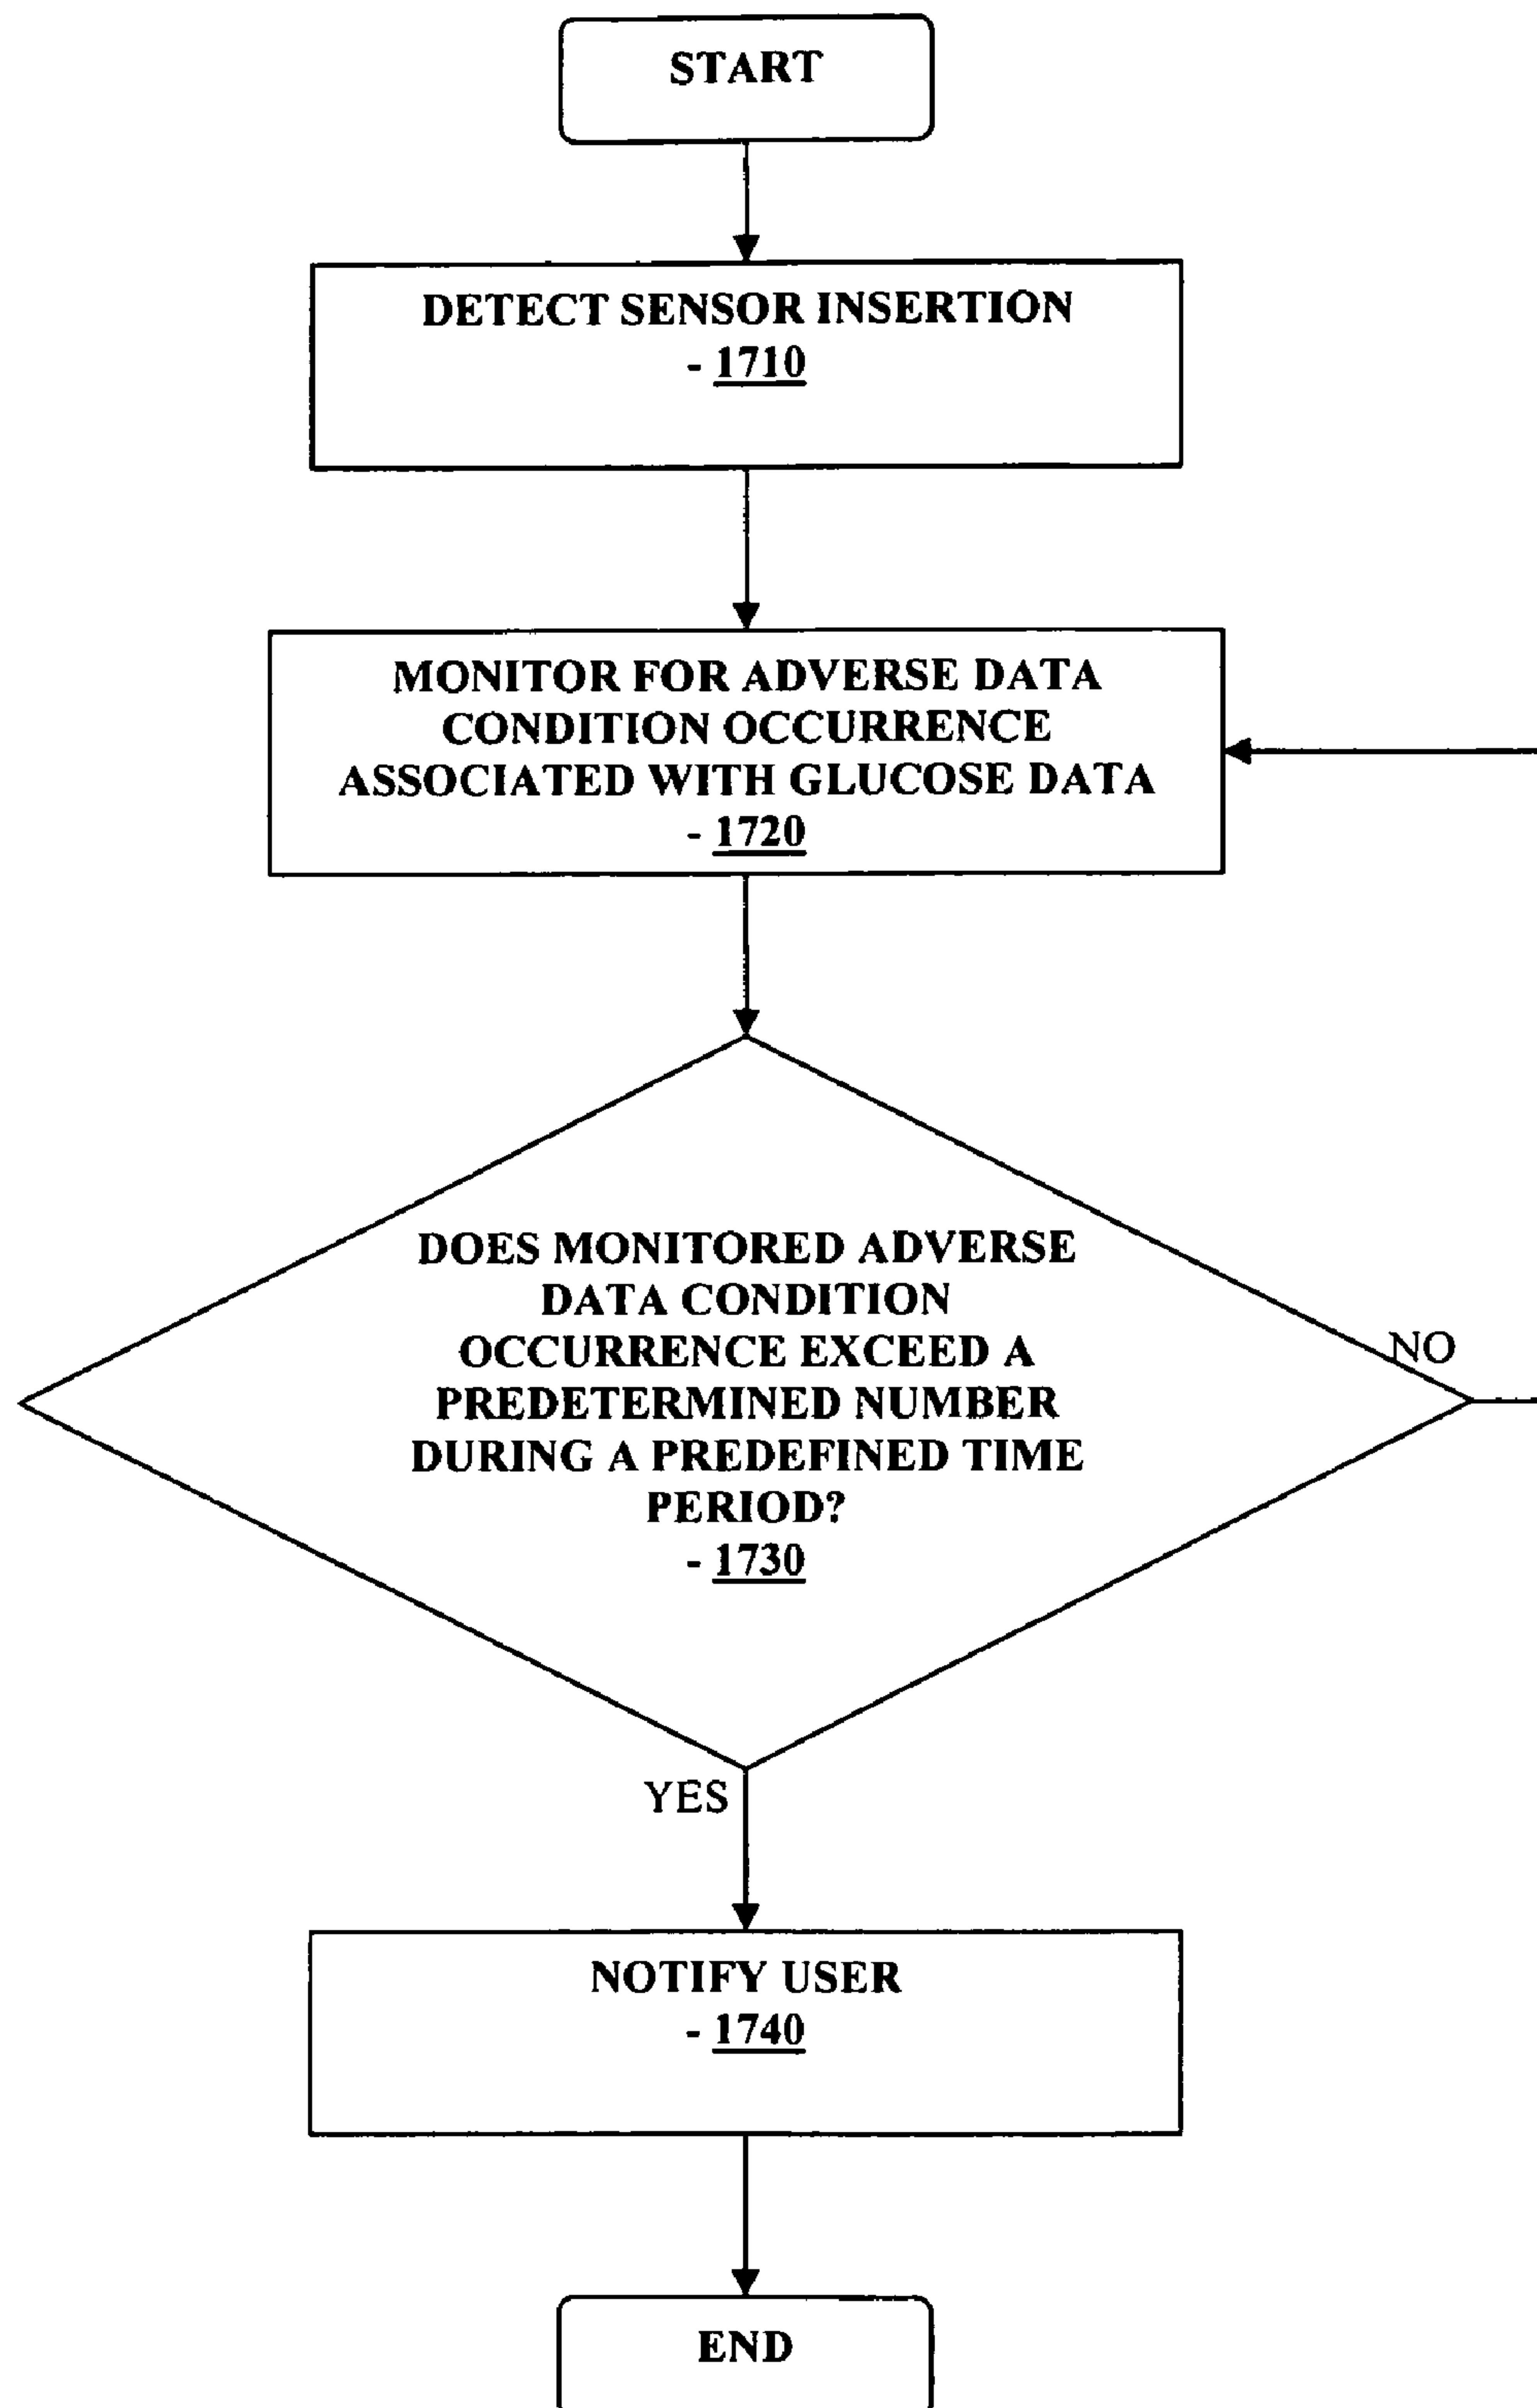 START
DETECT SENSOR INSERTION
- 1710
MONITOR FOR ADVERSE DATA
CONDITION OCCURRENCE
ASSOCIATED WITH GLUCOSE DATA
- 1720
DOES MONITORED ADVERSE
DATA CONDITION
OCCURRENCE EXCEED A
PREDETERMINED NUMBER
DURING A PREDEFINED TIME
PERIOD?
- 1730
NO
YES
NOTIFY USER
- 1740
END